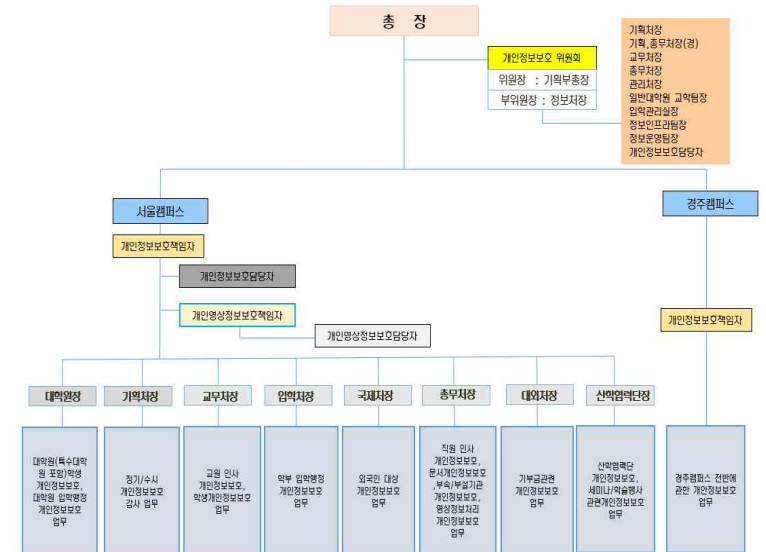 총 장
개인정보보호 위원회
위원장 : 기획부총장
부위원장 : 정보처장
기획처장
기획,총무처장(경)
교무처장
총무처장
관리처장
일반대학원 교학팀장
입학관리실장
정보인프라팀장
정보운영팀장
개인정보보호담당자
서울캠퍼스
경주캠퍼스
개인정보보호책임자
개인정보보호담당자
개인영상정보보호책임자
개인영상정보보호담당자
개인정보보호책임자
대학원장
기획처장
교무처장
입학처장
국제처장
총무처장
대외처장
산학협력단장
대학원(특수대학
원 포함)학생
개인정보보호,
대학원 입학행정
개인정보보호
업무
정기/수시
개인정보보호
감사 업무
교원 인사
개인정보보호,
학생개인정보보호
업무
학부 입학행정
개인정보보호
업무
외국인 대상
개인정보보호
업무
직원 인사
개인정보보호,
문서개인정보보호
,부속/부설기관
개인정보보호,
영상정보처리
개인정보보호
업무
기부금관련
개인정보보호
업무
산학협력단
개인정보보호,
세미나/학술행사
관련개인정보보호
업무
경주캠퍼스 전반에
관한 개인정보보호
업무